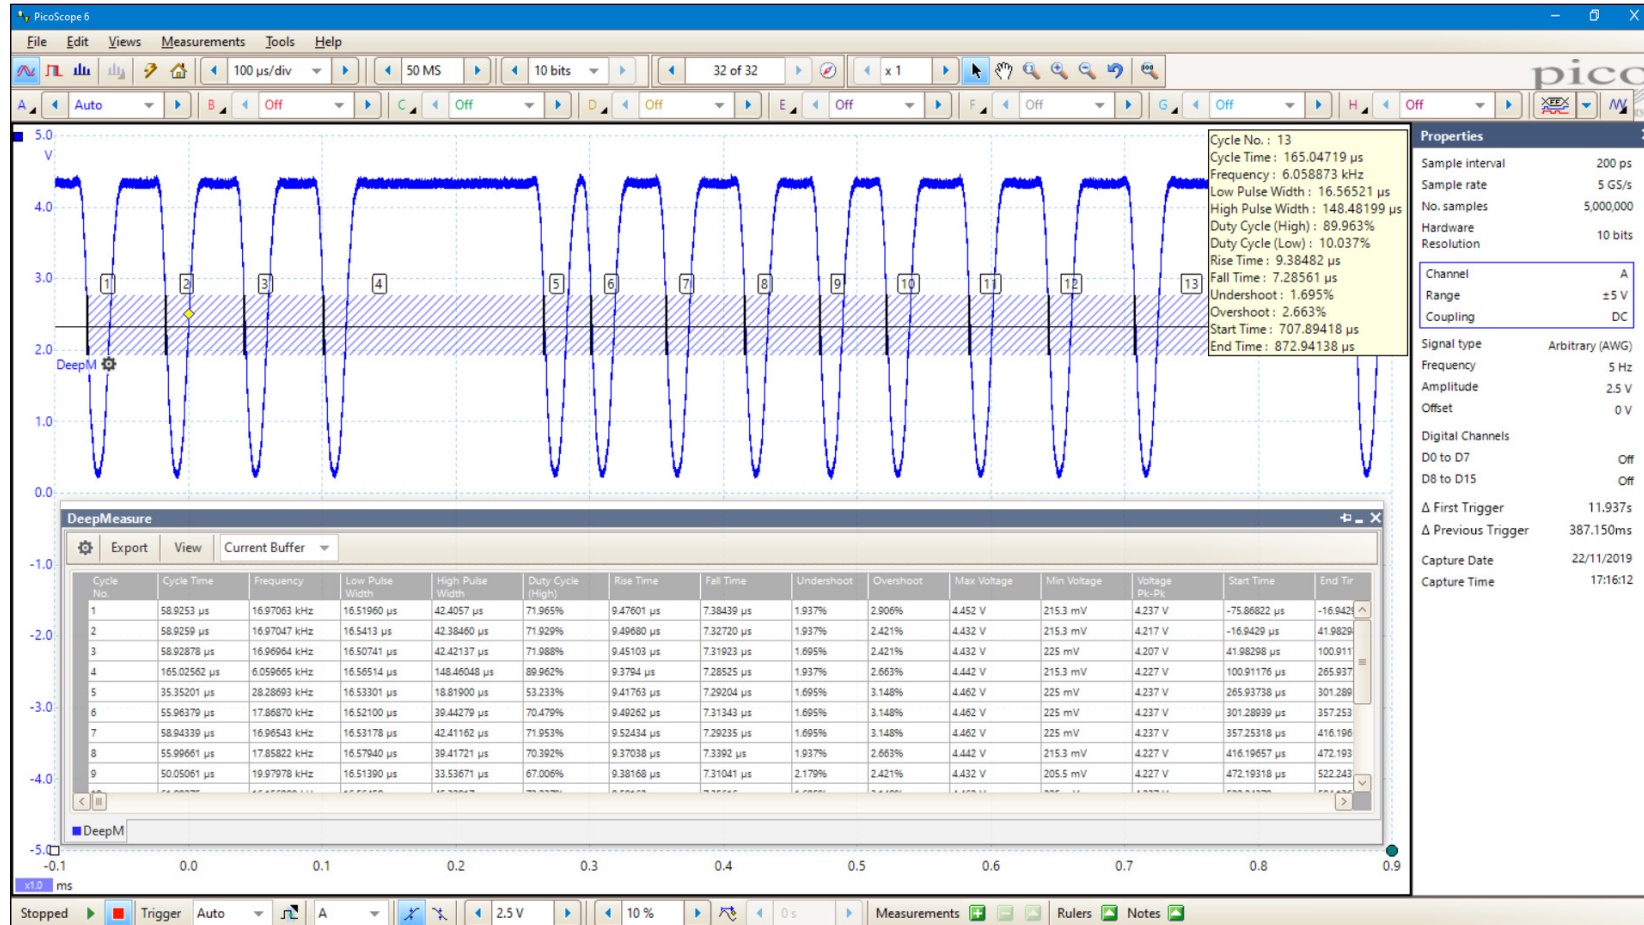 PicoScope 6
File Edit Views Measurements Tools Help
100 µs/div 50 MS 10 bits 32 of 32 x 1
pico
A Auto B Off C Off D Off E Off F Off G Off H Off
5.0
V
4.0
3.0
2.0
1.0
0.0
-1.0
-2.0
-3.0
-4.0
-5.0
1 2 3 4 5 6 7 8 9 10 11 12 13
DeepM
Cycle No. : 13
Cycle Time : 165.04719 µs
Frequency : 6.058873 kHz
Low Pulse Width : 16.56521 µs
High Pulse Width : 148.48199 µs
Duty Cycle (High) : 89.963%
Duty Cycle (Low) : 10.037%
Rise Time : 9.38482 µs
Fall Time : 7.28561 µs
Undershoot : 1.695%
Overshoot : 2.663%
Start Time : 707.89418 µs
End Time : 872.94138 µs
DeepMeasure
Export View Current Buffer
Cycle No. Cycle Time Frequency Low Pulse Width High Pulse Width Duty Cycle (High) Rise Time Fall Time Undershoot Overshoot Max Voltage Min Voltage Voltage Pk-Pk Start Time End Tir
1 58.9253 µs 16.97063 kHz 16.51960 µs 42.4057 µs 71.965% 9.47601 µs 7.38439 µs 1.937% 2.906% 4.452 V 215.3 mV 4.237 V -75.86822 µs -16.9429
2 58.9259 µs 16.97047 kHz 16.5413 µs 42.38460 µs 71.929% 9.49680 µs 7.32720 µs 1.937% 2.421% 4.432 V 215.3 mV 4.217 V -16.9429 µs 41.9829
3 58.92878 µs 16.96964 kHz 16.50741 µs 42.42137 µs 71.988% 9.45103 µs 7.31923 µs 1.695% 2.421% 4.432 V 225 mV 4.207 V 41.98298 µs 100.911
4 165.02562 µs 6.059665 kHz 16.56514 µs 148.46048 µs 89.962% 9.3794 µs 7.28525 µs 1.937% 2.663% 4.442 V 215.3 mV 4.227 V 100.91176 µs 265.937
5 35.35201 µs 28.28693 kHz 16.53301 µs 18.81900 µs 53.233% 9.41763 µs 7.29204 µs 1.695% 3.148% 4.462 V 225 mV 4.237 V 265.93738 µs 301.289
6 55.96379 µs 17.86870 kHz 16.52100 µs 39.44279 µs 70.479% 9.49262 µs 7.31343 µs 1.695% 3.148% 4.462 V 225 mV 4.237 V 301.28939 µs 357.253
7 58.94339 µs 16.96543 kHz 16.53178 µs 42.41162 µs 71.953% 9.52434 µs 7.29235 µs 1.695% 3.148% 4.462 V 225 mV 4.237 V 357.25318 µs 416.196
8 55.99661 µs 17.85822 kHz 16.57940 µs 39.41721 µs 70.392% 9.37038 µs 7.3392 µs 1.937% 2.663% 4.442 V 215.3 mV 4.227 V 416.19657 µs 472.193
9 50.05061 µs 19.97978 kHz 16.51390 µs 33.53671 µs 67.006% 9.38168 µs 7.31041 µs 2.179% 2.421% 4.432 V 205.5 mV 4.227 V 472.19318 µs 522.243
DeepM
-0.1 0.0 0.1 0.2 0.3 0.4 0.5 0.6 0.7 0.8 0.9
x1.0 ms
Properties
Sample interval 200 ps
Sample rate 5 GS/s
No. samples 5,000,000
Hardware Resolution 10 bits
Channel A
Range ±5 V
Coupling DC
Signal type Arbitrary (AWG)
Frequency 5 Hz
Amplitude 2.5 V
Offset 0 V
Digital Channels
D0 to D7 Off
D8 to D15 Off
Δ First Trigger 11.937s
Δ Previous Trigger 387.150ms
Capture Date 22/11/2019
Capture Time 17:16:12
Stopped Trigger Auto A 2.5 V 10 % 0 s Measurements Rulers Notes